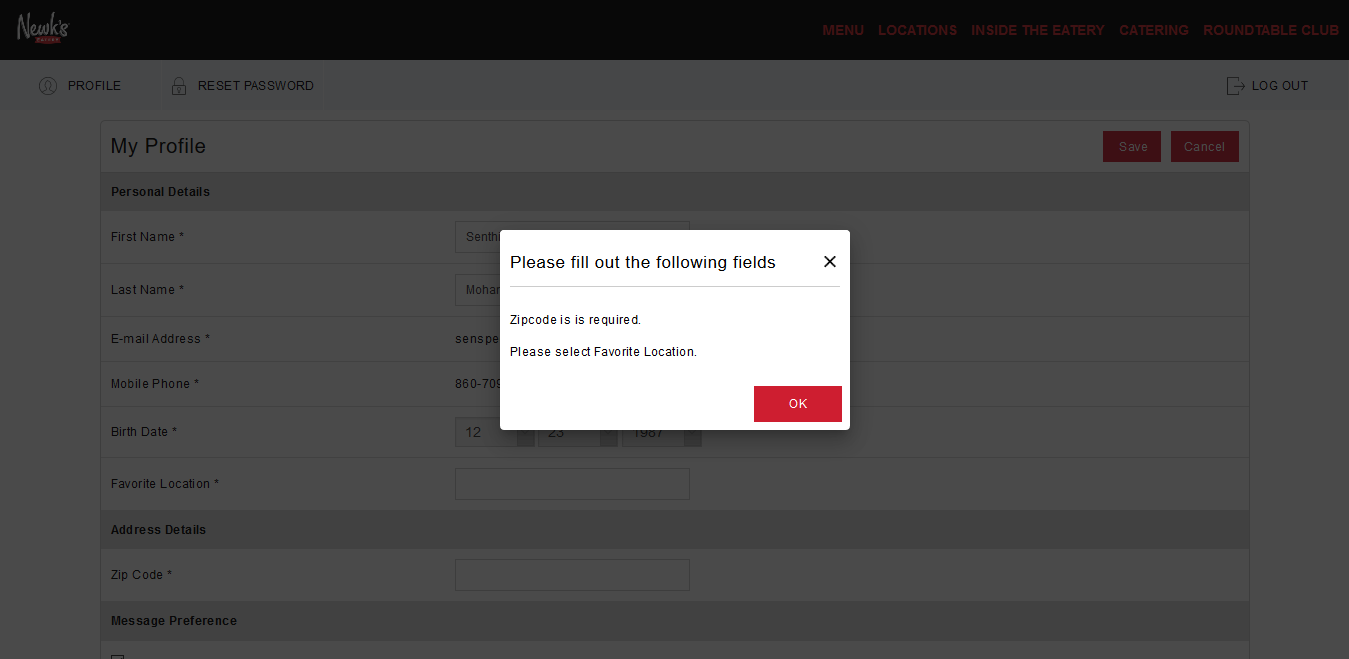 Newk's
EATERY
MENU LOCATIONS INSIDE THE EATERY CATERING ROUNDTABLE CLUB
PROFILE RESET PASSWORD LOG OUT
My Profile Save Cancel
Personal Details
First Name *
Last Name *
E-mail Address *
Mobile Phone * 860-709
Birth Date * 12 23 1987
Favorite Location *
Address Details
Zip Code *
Message Preference
Please fill out the following fields
Zipcode is is required.
Please select Favorite Location.
OK